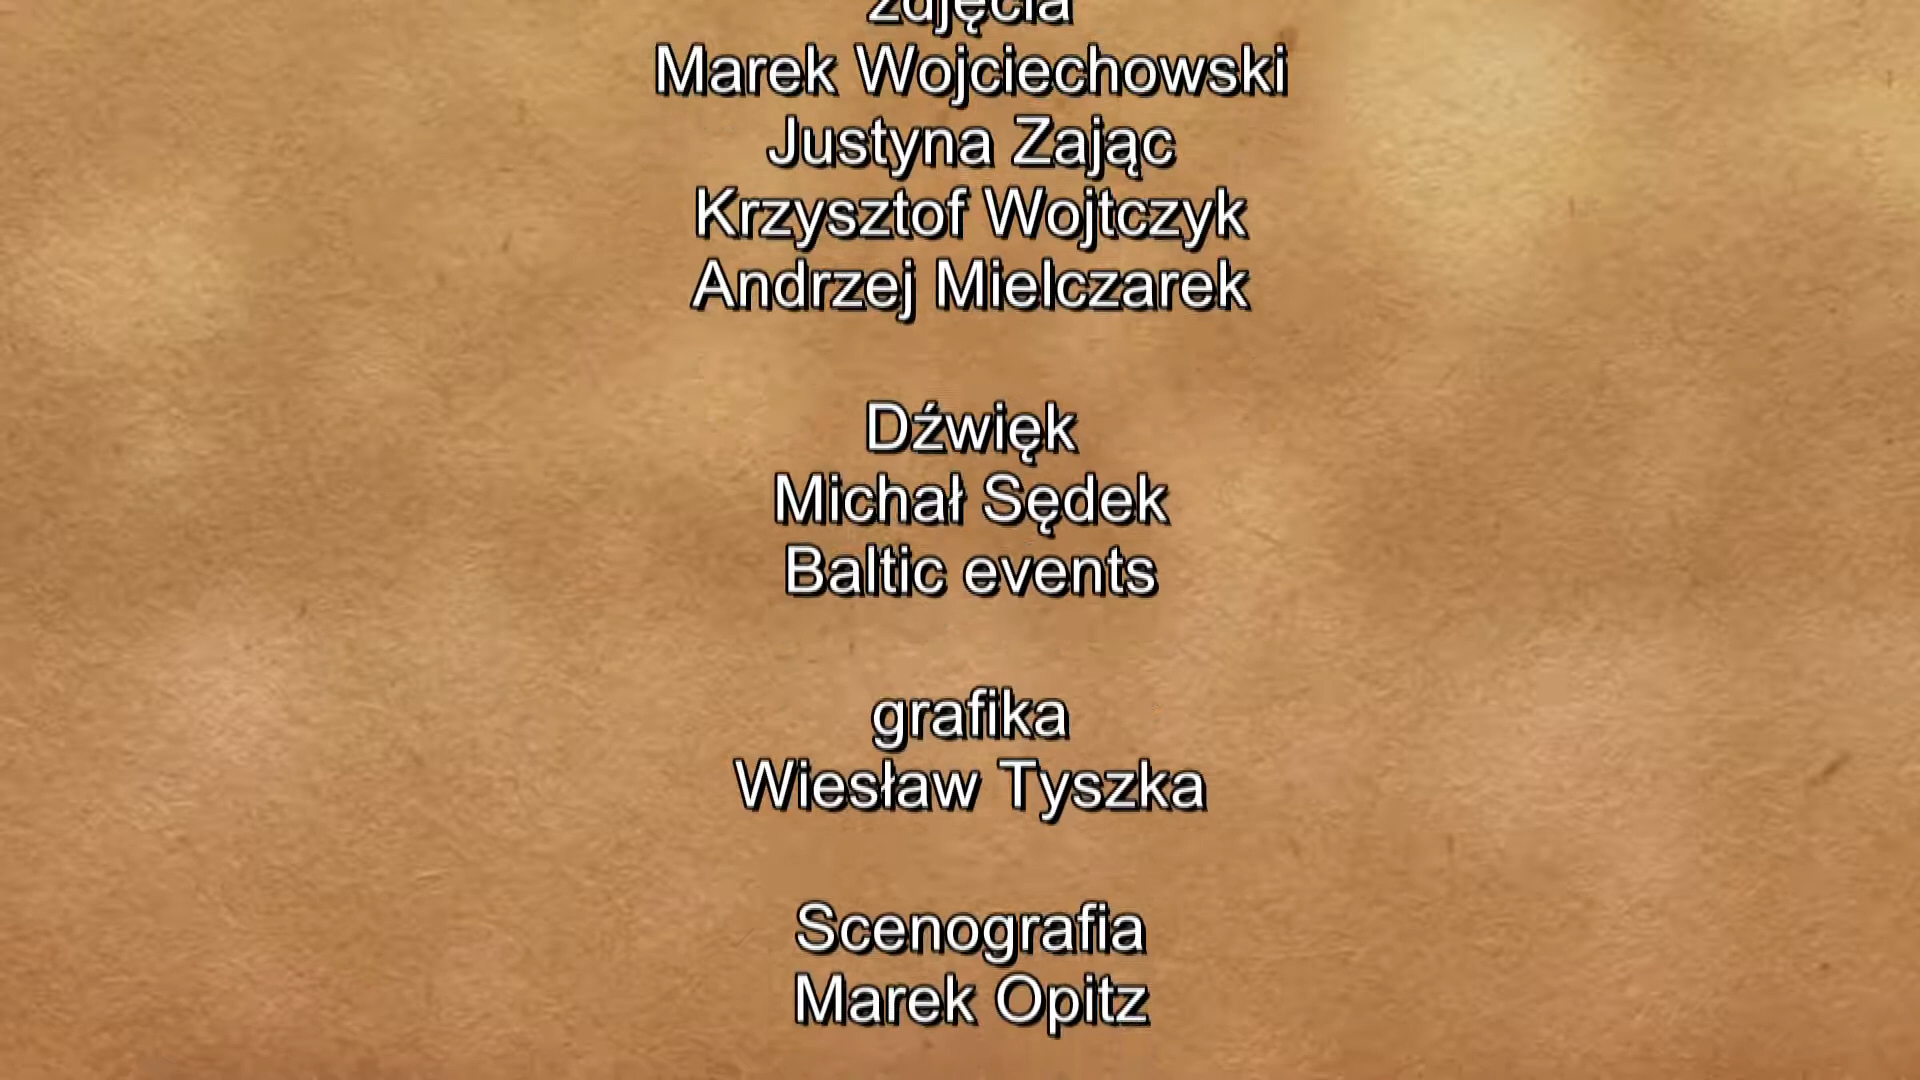 zdjęcia
Marek Wojciechowski
Justyna Zając
Krzysztof Wojtczyk
Andrzej Mielczarek
Dźwięk
Michał Sędek
Baltic events
grafika
Wiesław Tyszka
Scenografia
Marek Opitz